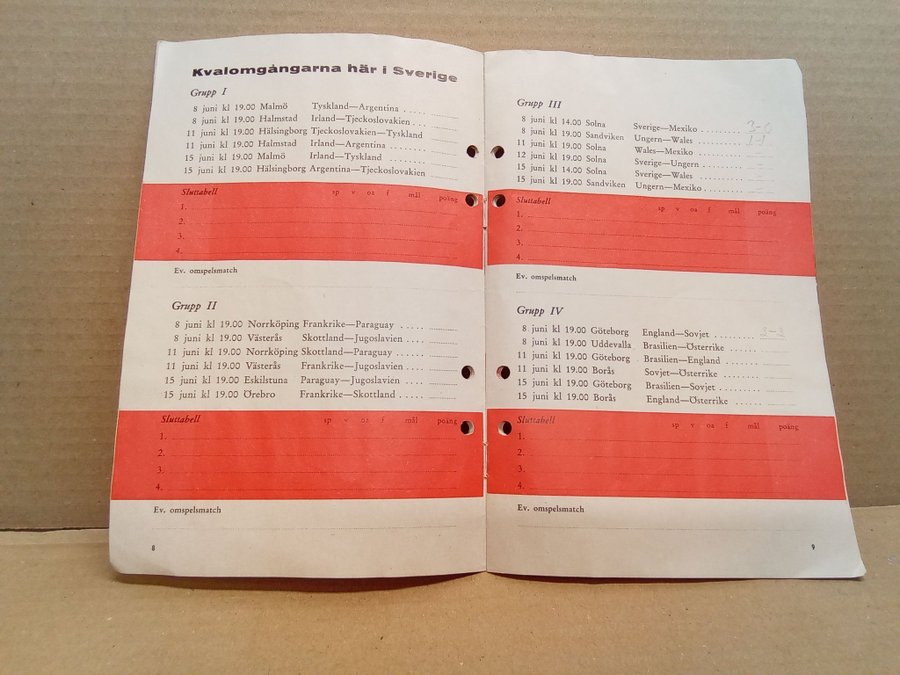 Kvalomgångarna här i Sverige
Grupp I
8 juni kl 19.00 Malmö Tyskland—Argentina ....
8 juni kl 19.00 Halmstad Irland—Tjeckoslovakien ....
11 juni kl 19.00 Hälsingborg Tjeckoslovakien—Tyskland
11 juni kl 19.00 Halmstad Irland—Argentina ......
15 juni kl 19.00 Malmö Irland—Tyskland ......
15 juni kl 19.00 Hälsingborg Argentina—Tjeckoslovakien
Sluttabell sp v oa f mål poäng
1.
2.
3.
4.
Ev. omspelsmatch
Grupp II
8 juni kl 19.00 Norrköping Frankrike—Paraguay .....
8 juni kl 19.00 Västerås Skottland—Jugoslavien ....
11 juni kl 19.00 Norrköping Skottland—Paraguay .....
11 juni kl 19.00 Västerås Frankrike—Jugoslavien ....
15 juni kl 19.00 Eskilstuna Paraguay—Jugoslavien ....
15 juni kl 19.00 Örebro Frankrike—Skottland .....
Sluttabell sp v oa f mål poäng
1.
2.
3.
4.
Ev. omspelsmatch
8
Grupp III
8 juni kl 14.00 Solna Sverige—Mexiko ......... 3-0
8 juni kl 19.00 Sandviken Ungern—Wales .......... 1-1
11 juni kl 19.00 Solna Wales—Mexiko ..........
12 juni kl 19.00 Solna Sverige—Ungern ........
15 juni kl 14.00 Solna Sverige—Wales .........
15 juni kl 19.00 Sandviken Ungern—Mexiko ........
Sluttabell sp v oa f mål poäng
1.
2.
3.
4.
Ev. omspelsmatch
Grupp IV
8 juni kl 19.00 Göteborg England—Sovjet ........
8 juni kl 19.00 Uddevalla Brasilien—Österrike ......
11 juni kl 19.00 Göteborg Brasilien—England ......
11 juni kl 19.00 Borås Sovjet—Österrike ........
15 juni kl 19.00 Göteborg Brasilien—Sovjet ........
15 juni kl 19.00 Borås England—Österrike ......
Sluttabell sp v oa f mål poäng
1.
2.
3.
4.
Ev. omspelsmatch
9